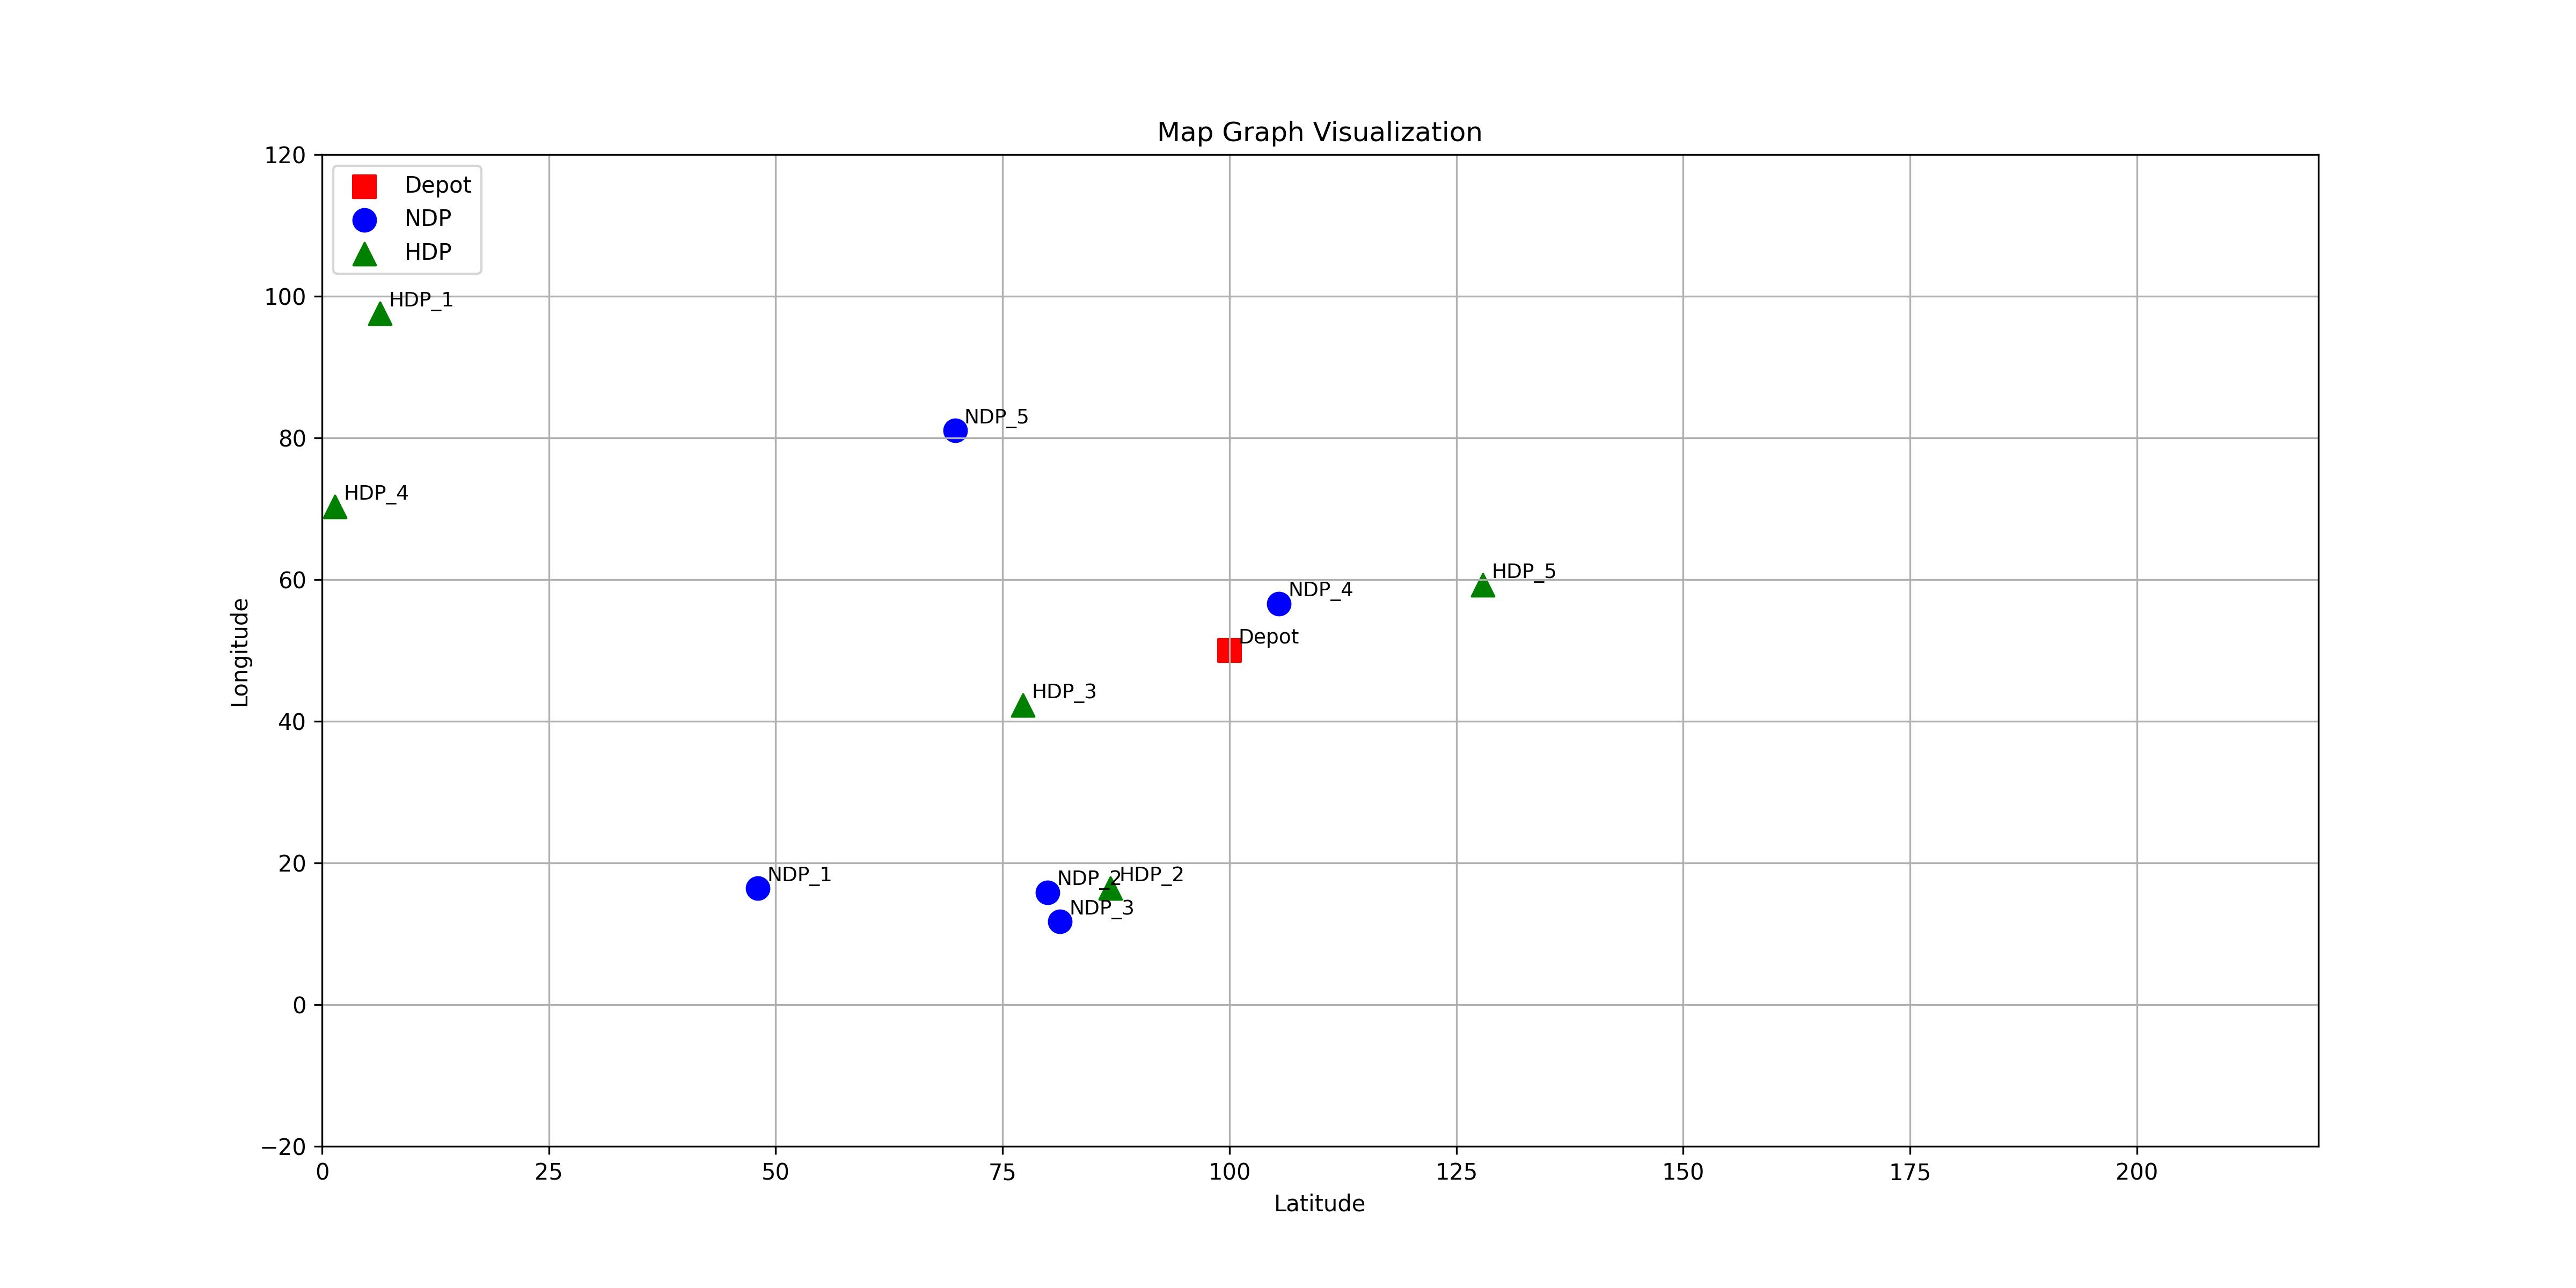 Map Graph Visualization
120
100
80
60
40
20
0
−20
Longitude
Depot
NDP
HDP
HDP_1
NDP_5
HDP_4
HDP_5
NDP_4
Depot
HDP_3
NDP_1
NDP_2
HDP_2
NDP_3
0 25 50 75 100 125 150 175 200
Latitude